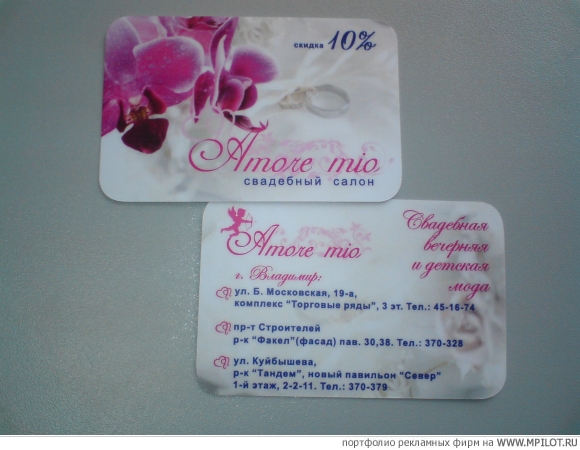 скидка 10%
Amore mio
свадебный салон
Amore mio
Свадебная
вечерняя
и детская
мода
г. Владимир:
ул. Б. Московская, 19-а,
комплекс "Торговые ряды", 3 эт. Тел.: 45-16-74
пр-т Строителей
р-к "Факел"(фасад) пав. 30,38. Тел.: 370-328
ул. Куйбышева,
р-к "Тандем", новый павильон "Север"
1-й этаж, 2-2-11. Тел.: 370-379
портфолио рекламных фирм на WWW.MPILOT.RU